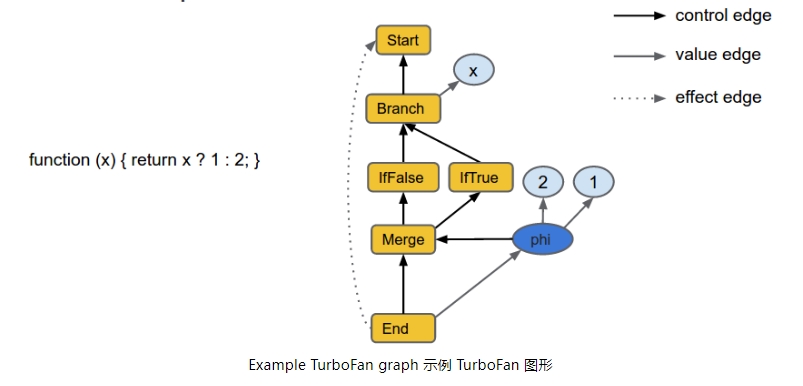 control edge
Start
value edge
x
Branch
effect edge
function (x) { return x ? 1 : 2; }
IfFalse
IfTrue
2
1
Merge
phi
End
Example TurboFan graph 示例 TurboFan 图形